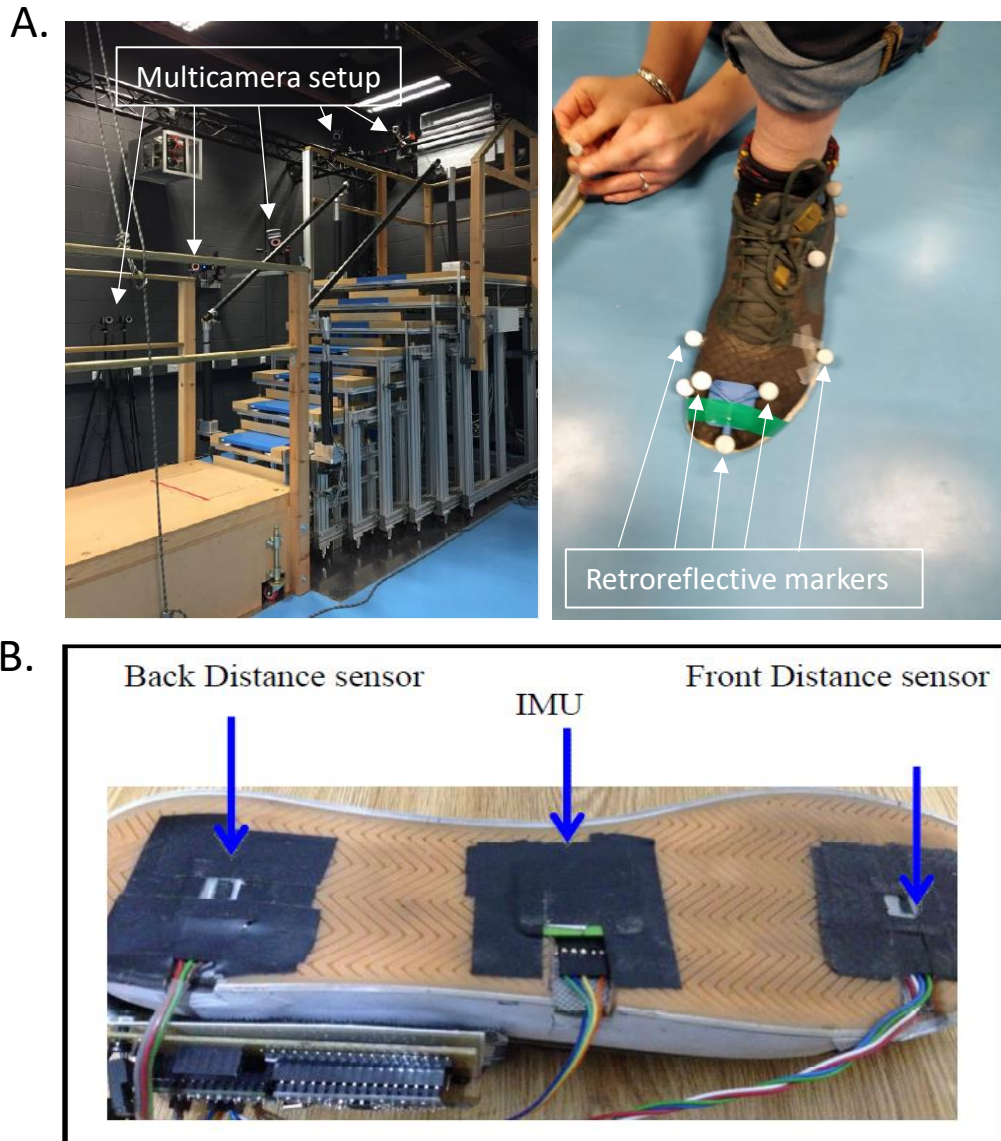 A.
Multicamera setup
Retroreflective markers
B.
Back Distance sensor
Front Distance sensor
IMU